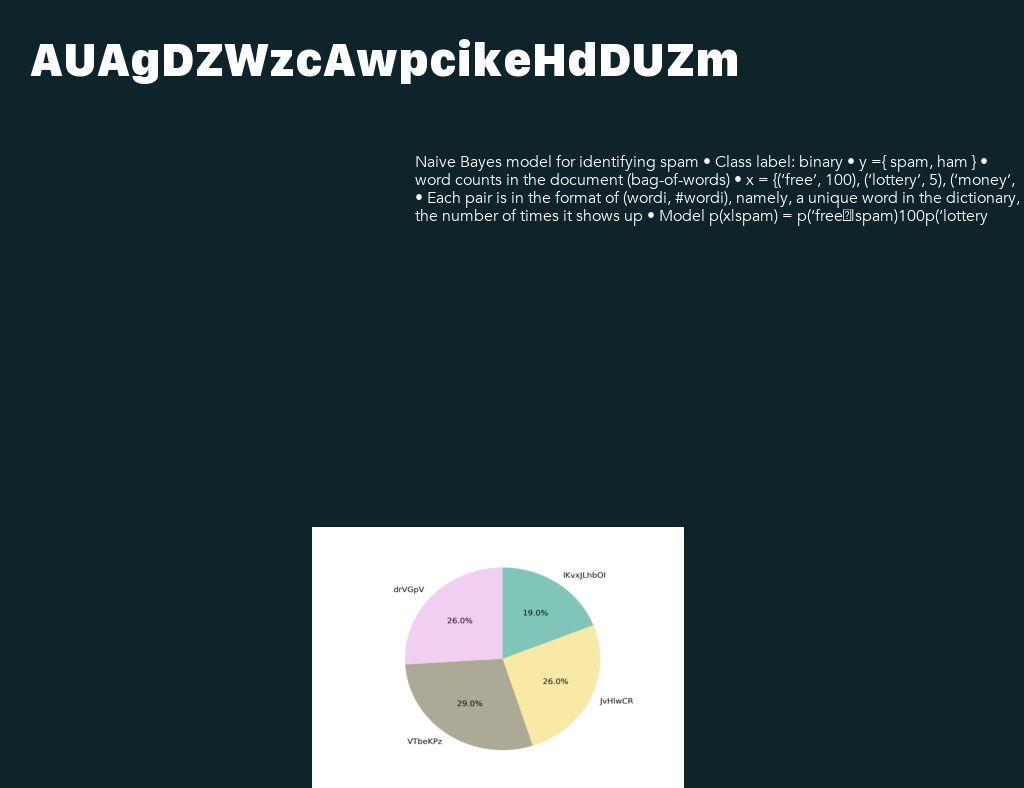 AUAgDZWzcAwpcikeHdDUZm
Naive Bayes model for identifying spam • Class label: binary • y ={ spam, ham } •
word counts in the document (bag-of-words) • x = {(‘free’, 100), (‘lottery’, 5), (‘money’,
• Each pair is in the format of (wordi, #wordi), namely, a unique word in the dictionary,
the number of times it shows up • Model p(x|spam) = p(‘free|spam)100p(‘lottery
drVGpV
26.0%
19.0%
26.0%
JvHlwCR
29.0%
VTbeKPz